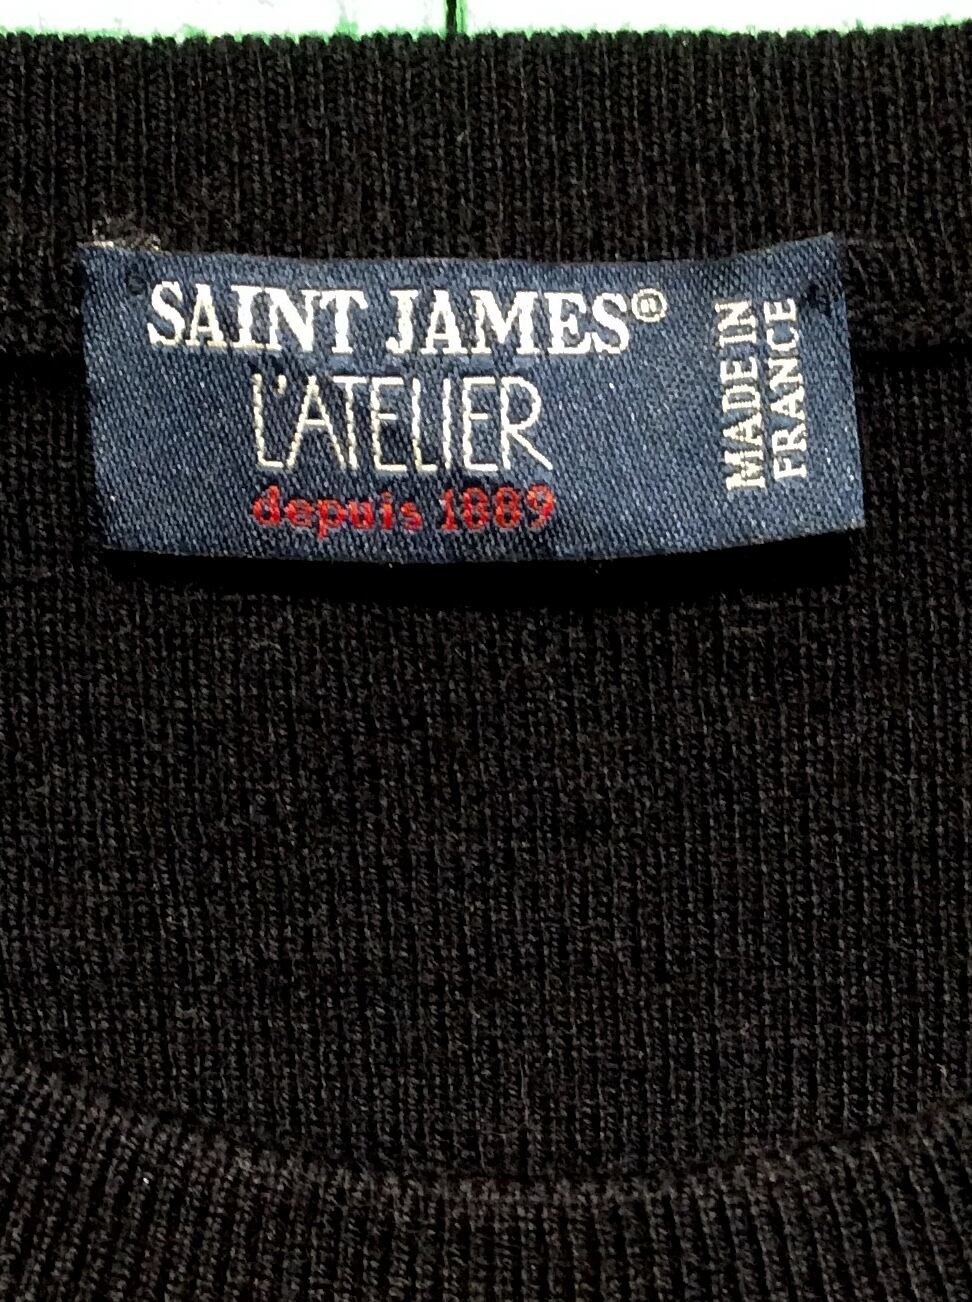 SAINT JAMES®
L'ATELIER
depuis 1889
MADE IN
FRANCE